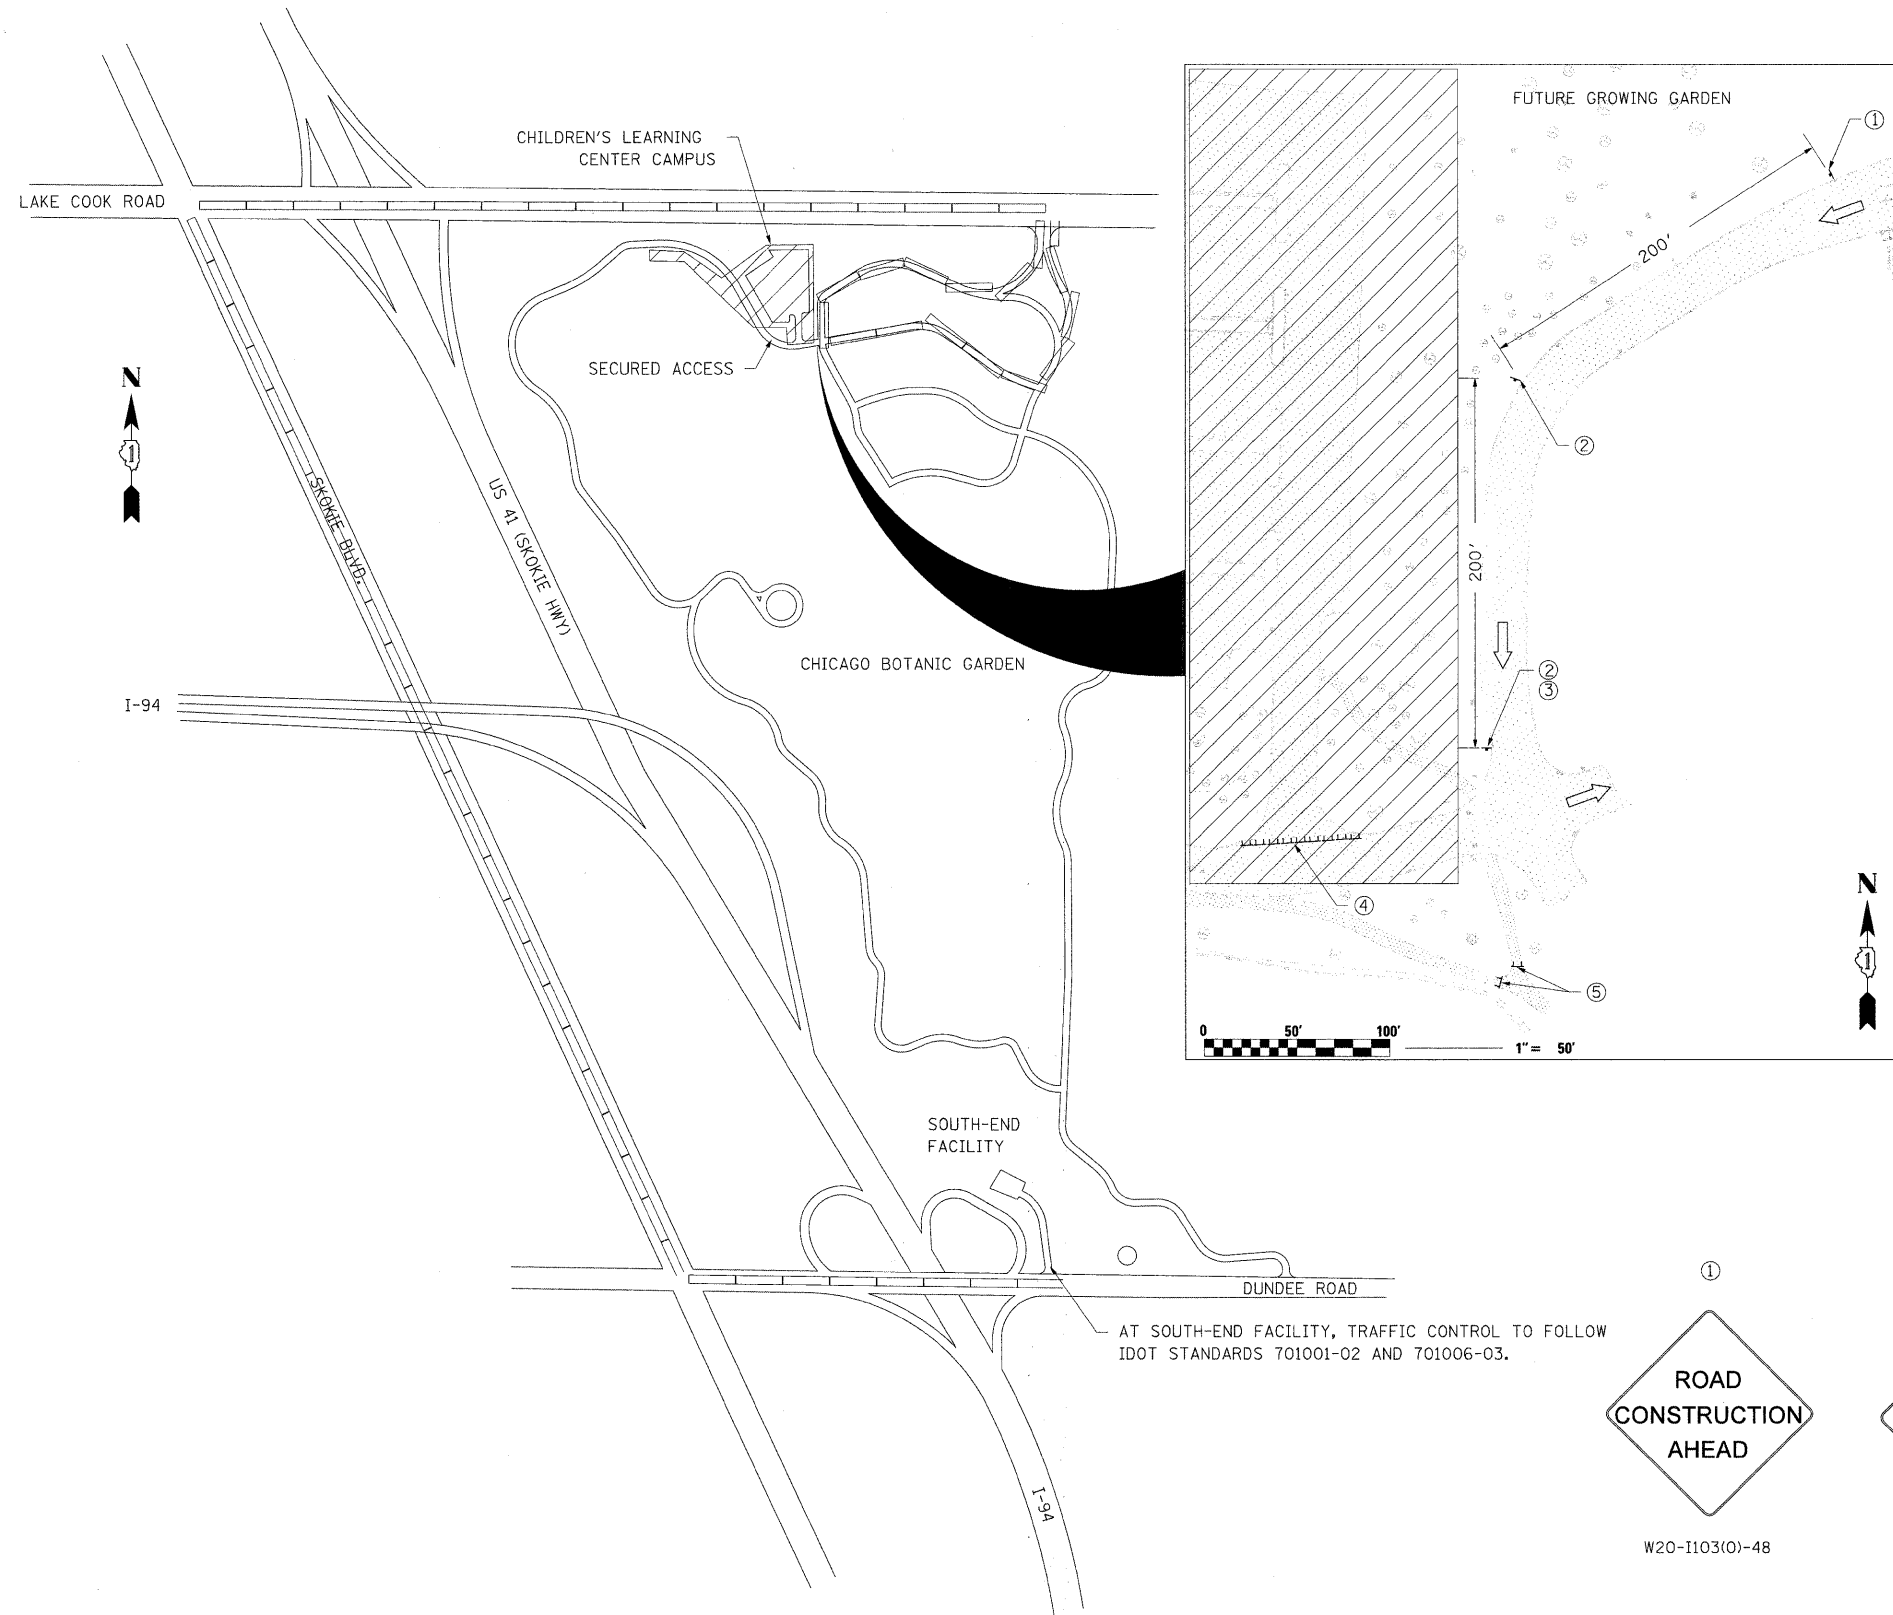 FUTURE GROWING GARDEN
①
CHILDREN'S LEARNING
CENTER CAMPUS
LAKE COOK ROAD
200'
SECURED ACCESS
N
1
②
SKOKIE BLVD.
US 41 (SKOKIE HWY)
200'
CHICAGO BOTANIC GARDEN
②
③
I-94
④
N
1
⑤
0 50' 100'
1" = 50'
SOUTH-END
FACILITY
DUNDEE ROAD
AT SOUTH-END FACILITY, TRAFFIC CONTROL TO FOLLOW
IDOT STANDARDS 701001-02 AND 701006-03.
I-94
①
ROAD
CONSTRUCTION
AHEAD
W20-I103(O)-48